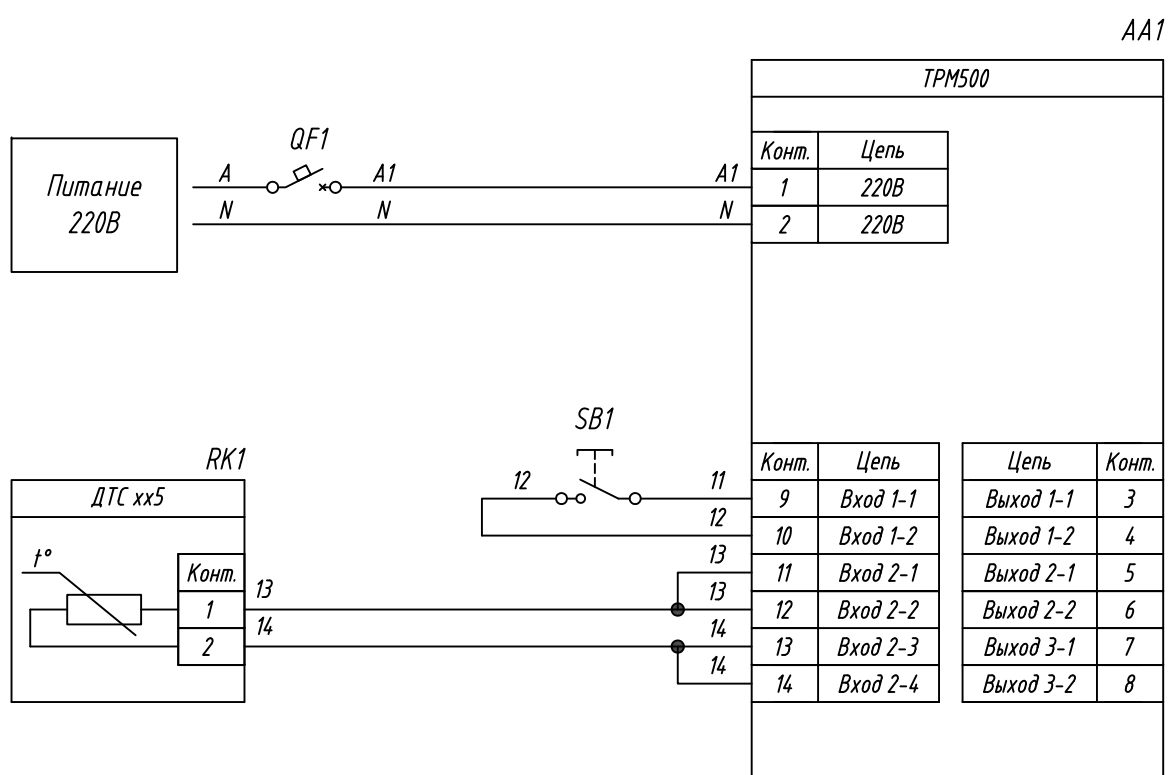 AA1
ТРМ500
QF1
Питание
220В
A
A1
A1
N
N
N
Конт. Цепь
1 220В
2 220В
SB1
12
11
12
RK1
ДТС хх5
t°
Конт.
1
2
13
14
13
13
14
14
Конт. Цепь
9 Вход 1-1
10 Вход 1-2
11 Вход 2-1
12 Вход 2-2
13 Вход 2-3
14 Вход 2-4
Цепь Конт.
Выход 1-1 3
Выход 1-2 4
Выход 2-1 5
Выход 2-2 6
Выход 3-1 7
Выход 3-2 8